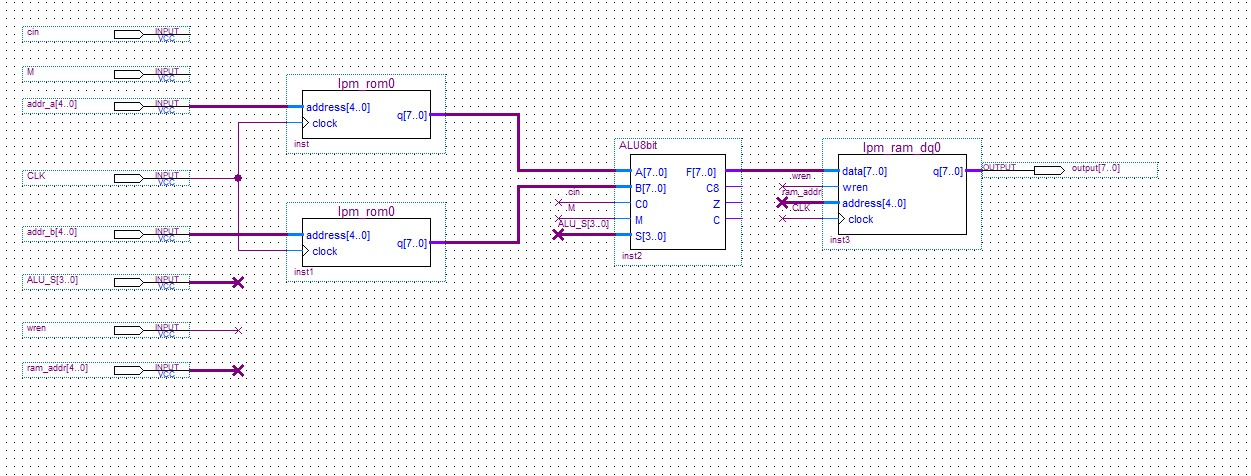 cin
INPUT
VCC
M
INPUT
VCC
addr_a[4..0]
INPUT
VCC
CLK
INPUT
VCC
addr_b[4..0]
INPUT
VCC
ALU_S[3..0]
INPUT
VCC
wren
INPUT
VCC
ram_addr[4..0]
INPUT
VCC
lpm_rom0
address[4..0]
q[7..0]
clock
inst
lpm_rom0
address[4..0]
q[7..0]
clock
inst1
ALU8bit
A[7..0]
F[7..0]
B[7..0]
C8
cin
C0
Z
M
M
C
ALU_S[3..0]
S[3..0]
inst2
lpm_ram_dq0
data[7..0]
q[7..0]
wren
wren
ram_addr
address[4..0]
CLK
clock
inst3
OUTPUT
output[7..0]